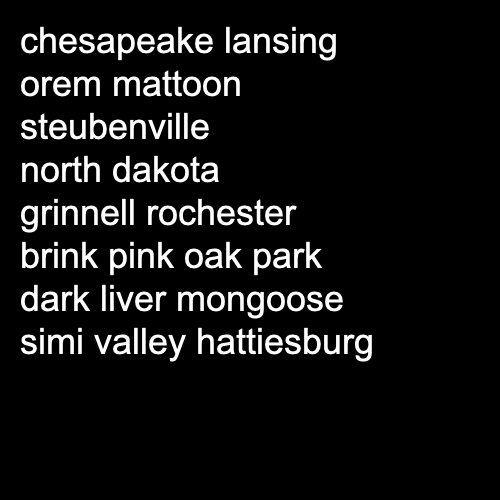 chesapeake lansing
orem mattoon
steubenville
north dakota
grinnell rochester
brink pink oak park
dark liver mongoose
simi valley hattiesburg